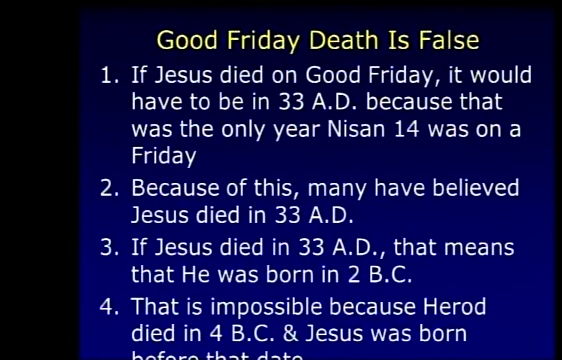 Good Friday Death Is False
1. If Jesus died on Good Friday, it would
have to be in 33 A.D. because that
was the only year Nisan 14 was on a
Friday
2. Because of this, many have believed
Jesus died in 33 A.D.
3. If Jesus died in 33 A.D., that means
that He was born in 2 B.C.
4. That is impossible because Herod
died in 4 B.C. & Jesus was born
before that date